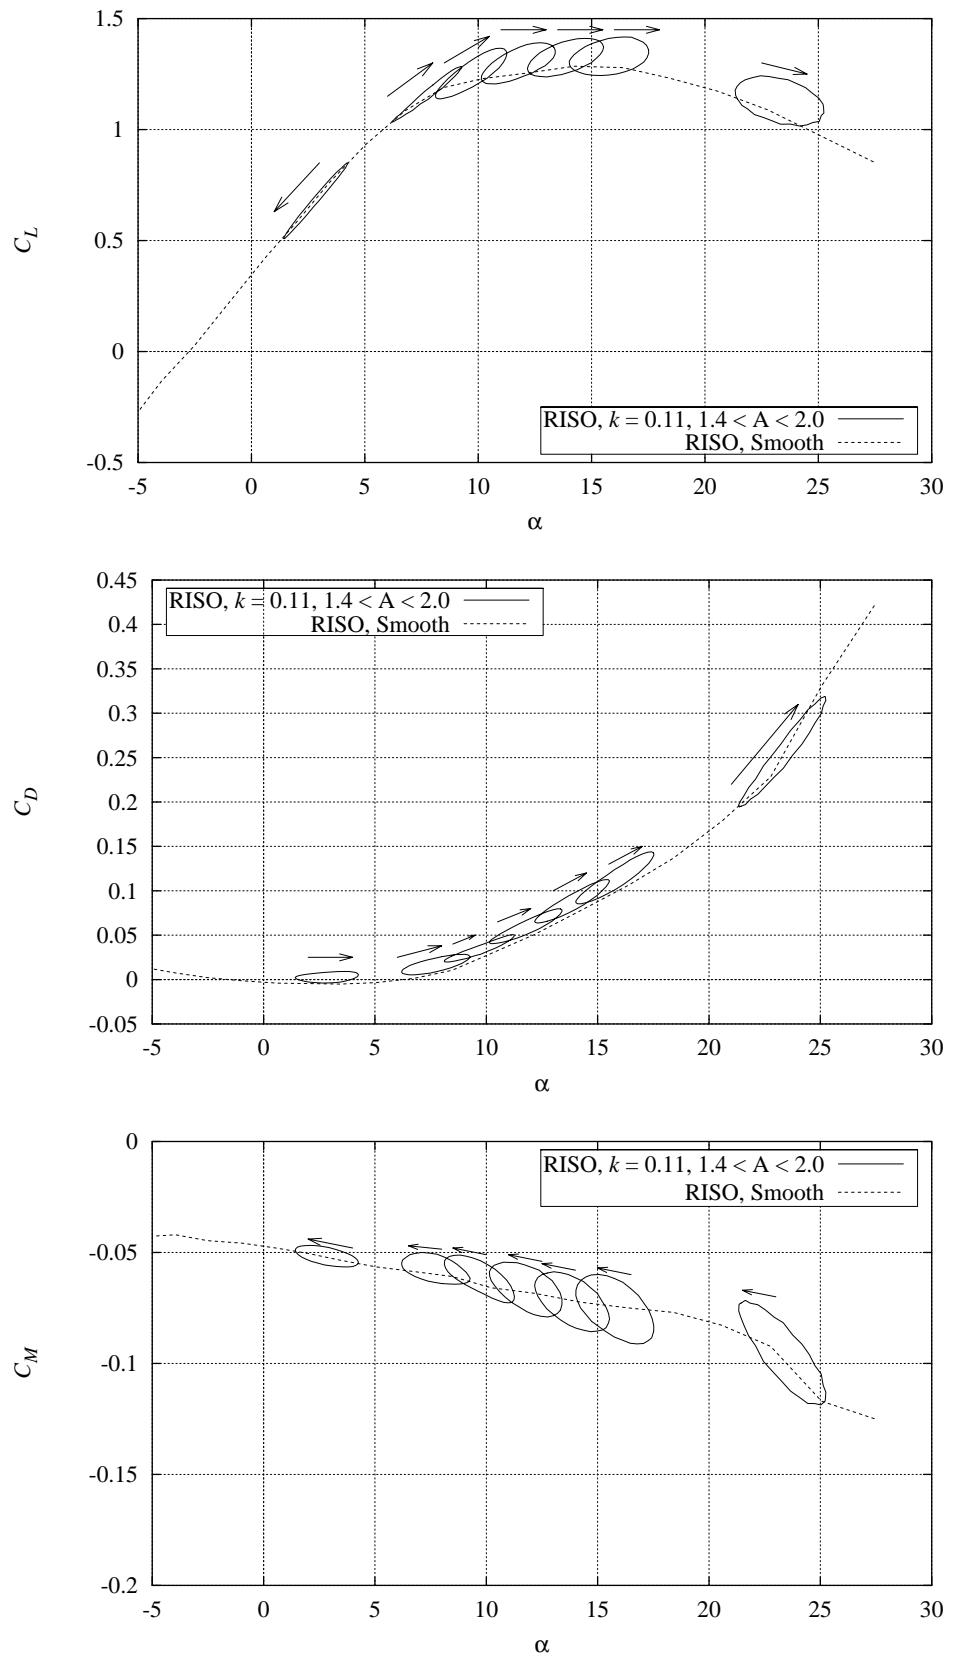 1.5
1
0.5
0
-0.5
C_L
-5 0 5 10 15 20 25 30
α
RISO, k = 0.11, 1.4 < A < 2.0
RISO, Smooth
0.45
0.4
0.35
0.3
0.25
0.2
0.15
0.1
0.05
0
-0.05
C_D
-5 0 5 10 15 20 25 30
α
RISO, k = 0.11, 1.4 < A < 2.0
RISO, Smooth
0
-0.05
-0.1
-0.15
-0.2
C_M
-5 0 5 10 15 20 25 30
α
RISO, k = 0.11, 1.4 < A < 2.0
RISO, Smooth